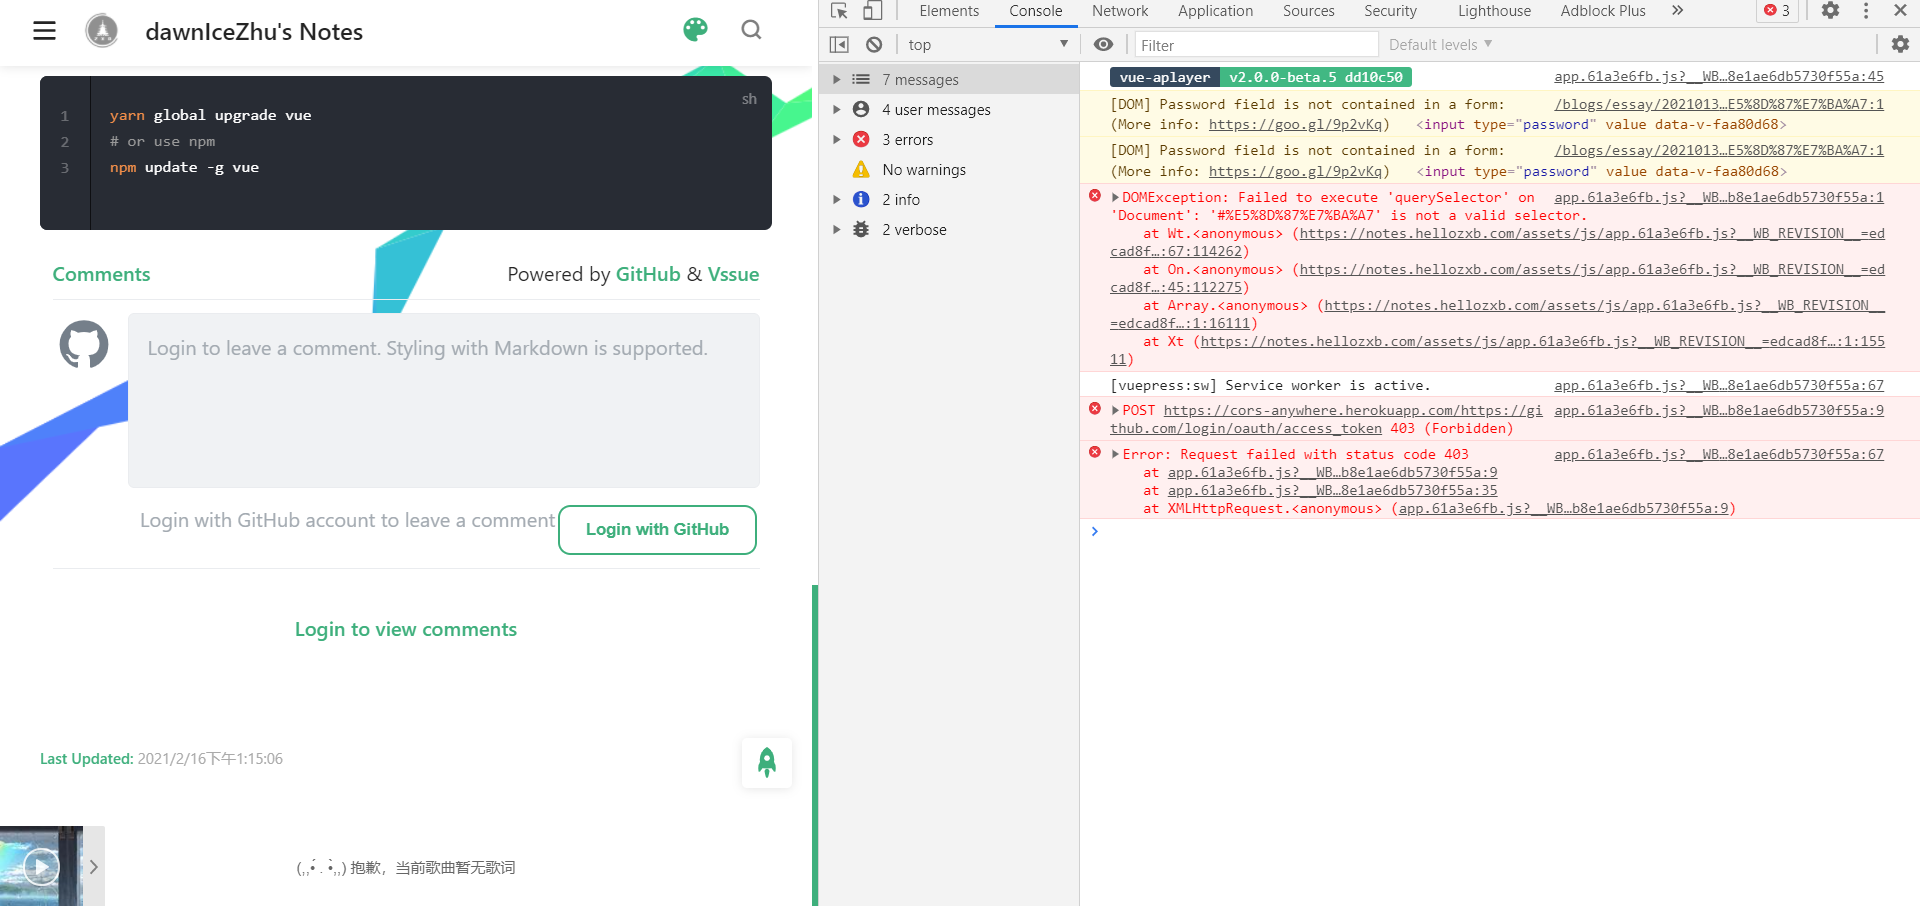 dawnIceZhu's Notes
sh
1 yarn global upgrade vue
2 # or use npm
3 npm update -g vue
Comments
Powered by GitHub & Vssue
Login to leave a comment. Styling with Markdown is supported.
Login with GitHub account to leave a comment
Login with GitHub
Login to view comments
Last Updated: 2021/2/16下午1:15:06
(,,•́ . •̀,,) 抱歉，当前歌曲暂无歌词
Elements Console Network Application Sources Security Lighthouse Adblock Plus » 3
top Filter Default levels
7 messages
4 user messages
3 errors
No warnings
2 info
2 verbose
vue-aplayer v2.0.0-beta.5 dd10c50 app.61a3e6fb.js?__WB…8e1ae6db5730f55a:45
[DOM] Password field is not contained in a form: /blogs/essay/2021013…E5%8D%87%E7%BA%A7:1
(More info: https://goo.gl/9p2vKq) <input type="password" value data-v-faa80d68>
[DOM] Password field is not contained in a form: /blogs/essay/2021013…E5%8D%87%E7%BA%A7:1
(More info: https://goo.gl/9p2vKq) <input type="password" value data-v-faa80d68>
DOMException: Failed to execute 'querySelector' on app.61a3e6fb.js?__WB…b8e1ae6db5730f55a:1
'Document': '#%E5%8D%87%E7%BA%A7' is not a valid selector.
at Wt.<anonymous> (https://notes.hellozxb.com/assets/js/app.61a3e6fb.js?__WB_REVISION__=ed
cad8f…:67:114262)
at On.<anonymous> (https://notes.hellozxb.com/assets/js/app.61a3e6fb.js?__WB_REVISION__=ed
cad8f…:45:112275)
at Array.<anonymous> (https://notes.hellozxb.com/assets/js/app.61a3e6fb.js?__WB_REVISION__
=edcad8f…:1:16111)
at Xt (https://notes.hellozxb.com/assets/js/app.61a3e6fb.js?__WB_REVISION__=edcad8f…:1:155
11)
[vuepress:sw] Service worker is active. app.61a3e6fb.js?__WB…8e1ae6db5730f55a:67
POST https://cors-anywhere.herokuapp.com/https://gi app.61a3e6fb.js?__WB…b8e1ae6db5730f55a:9
thub.com/login/oauth/access_token 403 (Forbidden)
Error: Request failed with status code 403 app.61a3e6fb.js?__WB…8e1ae6db5730f55a:67
at app.61a3e6fb.js?__WB…b8e1ae6db5730f55a:9
at app.61a3e6fb.js?__WB…8e1ae6db5730f55a:35
at XMLHttpRequest.<anonymous> (app.61a3e6fb.js?__WB…b8e1ae6db5730f55a:9)